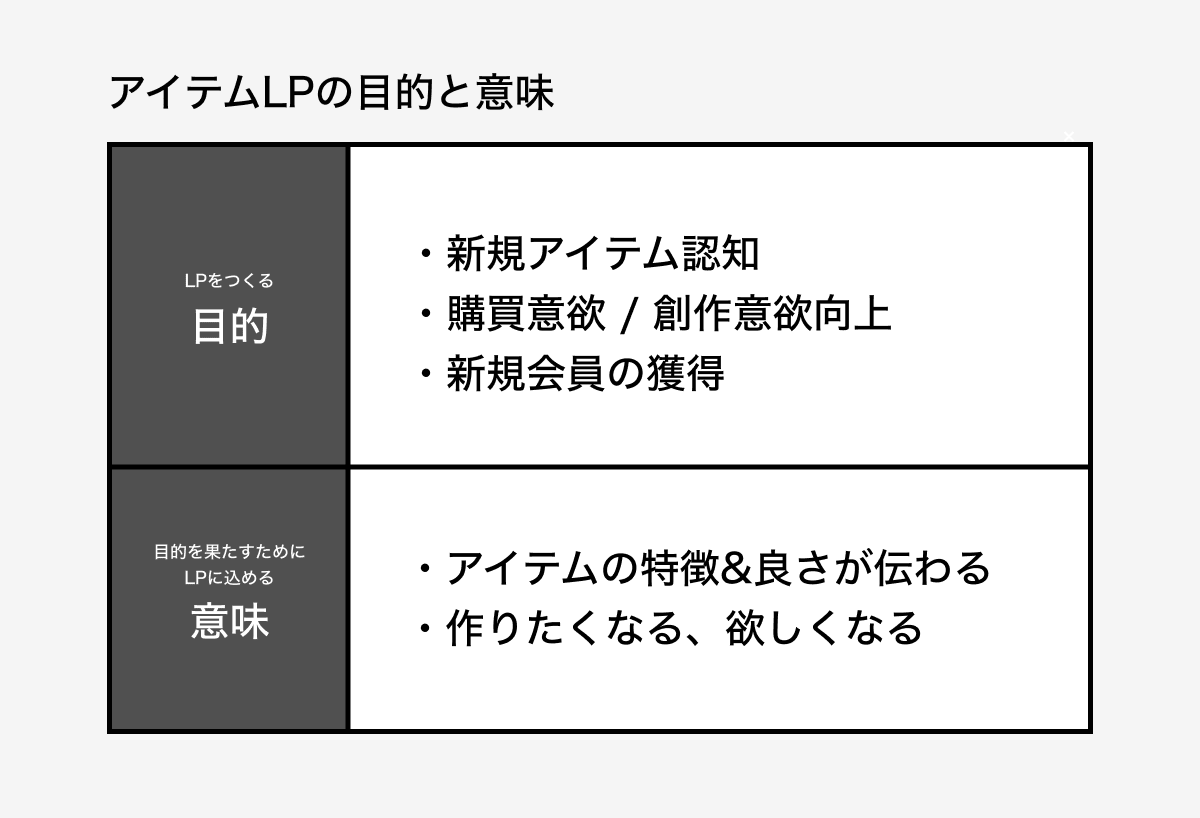 アイテムLPの目的と意味
LPをつくる
目的
・新規アイテム認知
・購買意欲 / 創作意欲向上
・新規会員の獲得
目的を果たすために
LPに込める
意味
・アイテムの特徴&良さが伝わる
・作りたくなる、欲しくなる